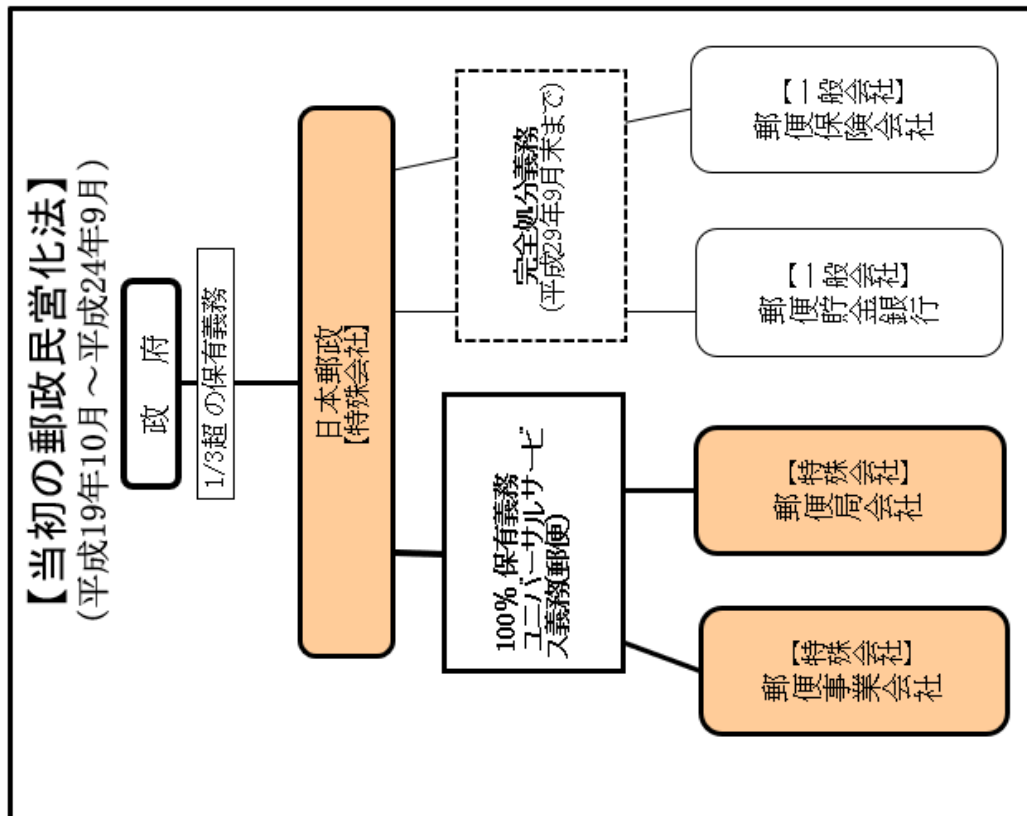 【当初の郵政民営化法】
(平成19年10月～平成24年9月)
政　府
1/3超 の保有義務
日本郵政
【特殊会社】
100% 保有義務
ユニバーサルサービ
ス義務(郵便)
完全処分義務
(平成29年9月末まで)
【特殊会社】
郵便事業会社
【特殊会社】
郵便局会社
【一般会社】
郵便貯金銀行
【一般会社】
郵便保険会社